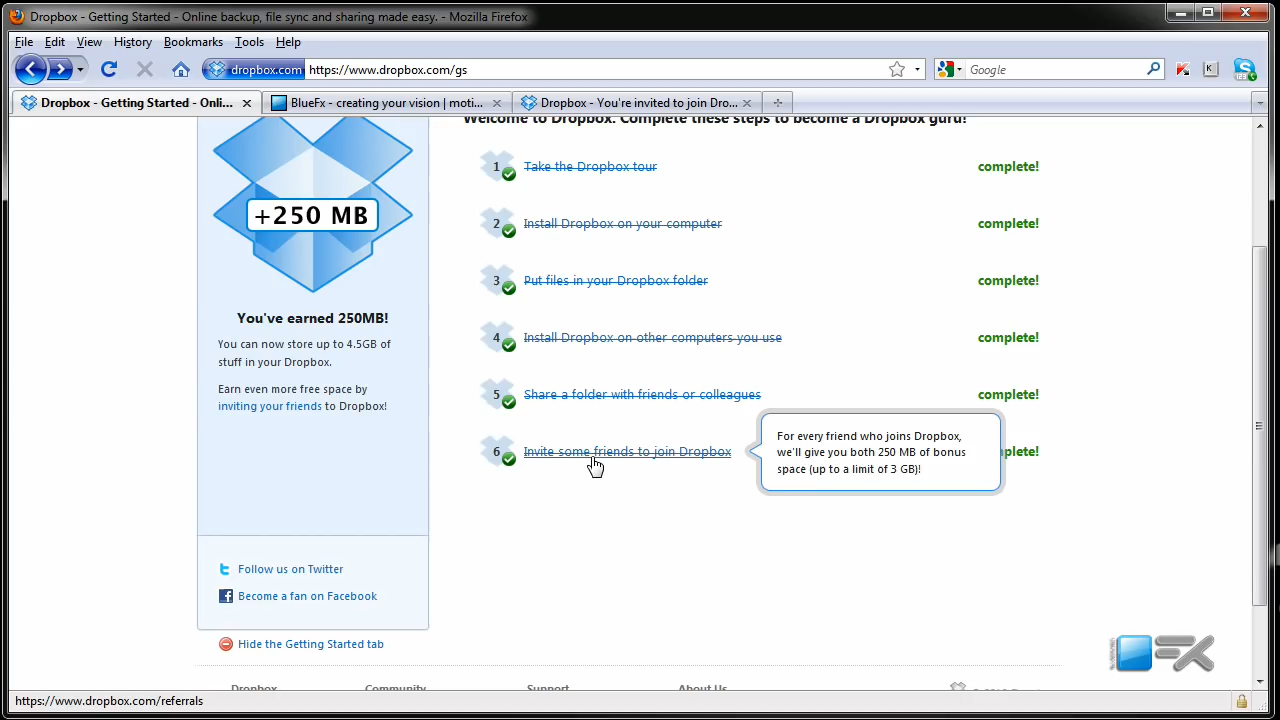 Dropbox - Getting Started - Online backup, file sync and sharing made easy. - Mozilla Firefox
File Edit View History Bookmarks Tools Help
dropbox.com https://www.dropbox.com/gs
Google
Dropbox - Getting Started - Onli...
BlueFx - creating your vision | moti...
Dropbox - You're invited to join Dro...
Welcome to Dropbox. Complete these steps to become a Dropbox guru!
+250 MB
You've earned 250MB!
You can now store up to 4.5GB of
stuff in your Dropbox.
Earn even more free space by
inviting your friends to Dropbox!
1 Take the Dropbox tour complete!
2 Install Dropbox on your computer complete!
3 Put files in your Dropbox folder complete!
4 Install Dropbox on other computers you use complete!
5 Share a folder with friends or colleagues complete!
6 Invite some friends to join Dropbox plete!
For every friend who joins Dropbox,
we'll give you both 250 MB of bonus
space (up to a limit of 3 GB)!
Follow us on Twitter
Become a fan on Facebook
Hide the Getting Started tab
Dropbox Community Support About Us
FX
https://www.dropbox.com/referrals